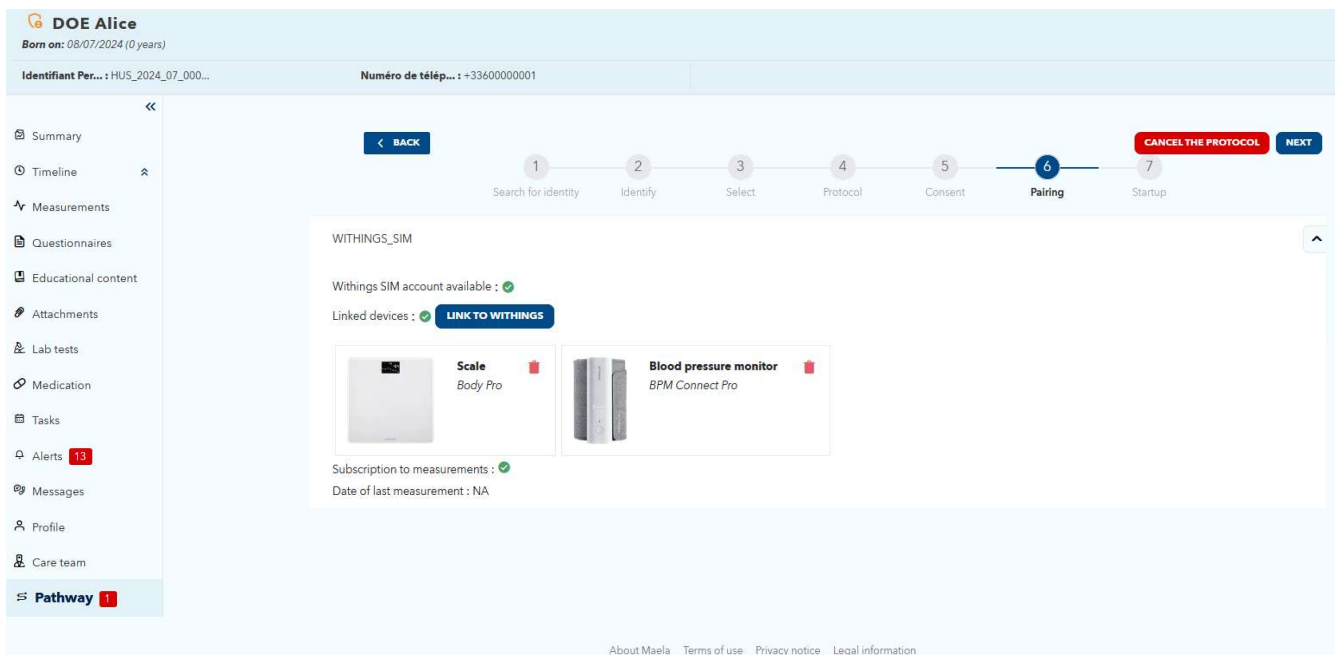 DOE Alice
Born on: 08/07/2024 (0 years)
Identifiant Per... : HUS_2024_07_000...
Numéro de télép... : +33600000001
«
Summary
Timeline
Measurements
Questionnaires
Educational content
Attachments
Lab tests
Medication
Tasks
Alerts 13
Messages
Profile
Care team
Pathway 1
BACK
CANCEL THE PROTOCOL
NEXT
1 2 3 4 5 6 7
Search for identity Identify Select Protocol Consent Pairing Startup
WITHINGS_SIM
Withings SIM account available :
Linked devices : LINK TO WITHINGS
Scale
Body Pro
Blood pressure monitor
BPM Connect Pro
Subscription to measurements :
Date of last measurement : NA
About Maela Terms of use Privacy notice Legal information